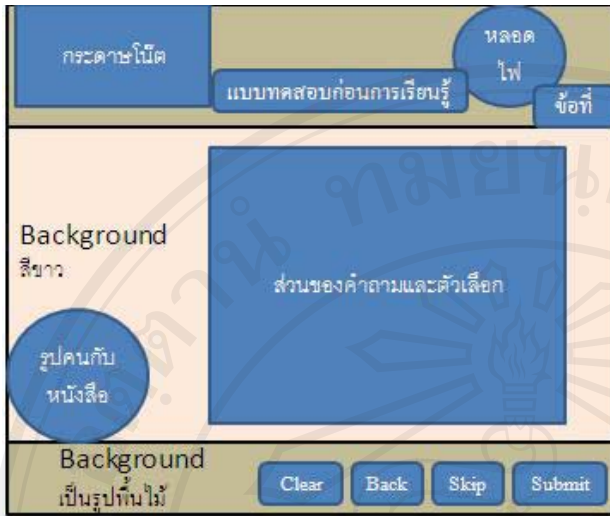 กระดาษโน๊ต
หลอด
ไฟ
แบบทดสอบก่อนการเรียนรู้
ข้อที่
Background
สีขาว
ส่วนของคำถามและตัวเลือก
รูปคนกับ
หนังสือ
Background
เป็นรูปพื้นไม้
Clear
Back
Skip
Submit